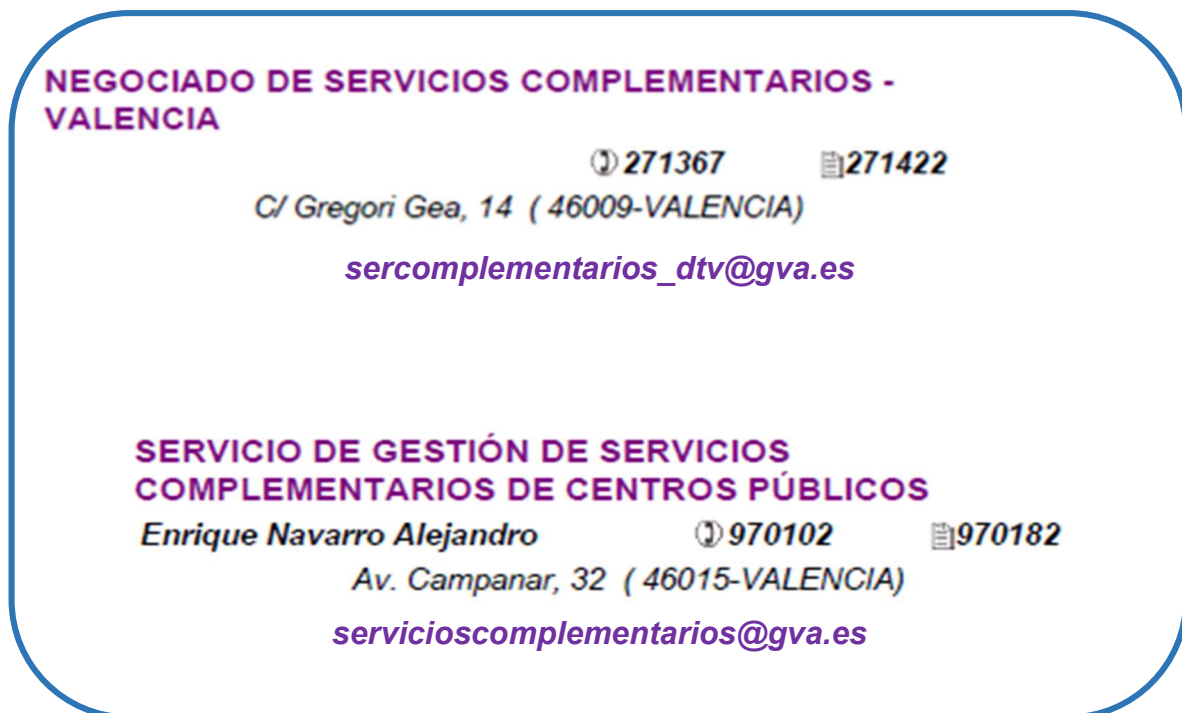 NEGOCIADO DE SERVICIOS COMPLEMENTARIOS -
VALENCIA
271367 271422
C/ Gregori Gea, 14 ( 46009-VALENCIA)
sercomplementarios_dtv@gva.es
SERVICIO DE GESTIÓN DE SERVICIOS
COMPLEMENTARIOS DE CENTROS PÚBLICOS
Enrique Navarro Alejandro 970102 970182
Av. Campanar, 32 ( 46015-VALENCIA)
servicioscomplementarios@gva.es